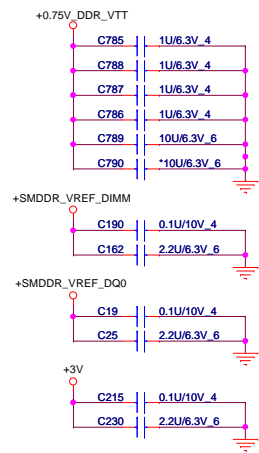 +0.75V_DDR_VTT
C785 1U/6.3V_4
C788 1U/6.3V_4
C787 1U/6.3V_4
C786 1U/6.3V_4
C789 10U/6.3V_6
C790 *10U/6.3V_6
+SMDDR_VREF_DIMM
C190 0.1U/10V_4
C162 2.2U/6.3V_6
+SMDDR_VREF_DQ0
C19 0.1U/10V_4
C25 2.2U/6.3V_6
+3V
C215 0.1U/10V_4
C230 2.2U/6.3V_6